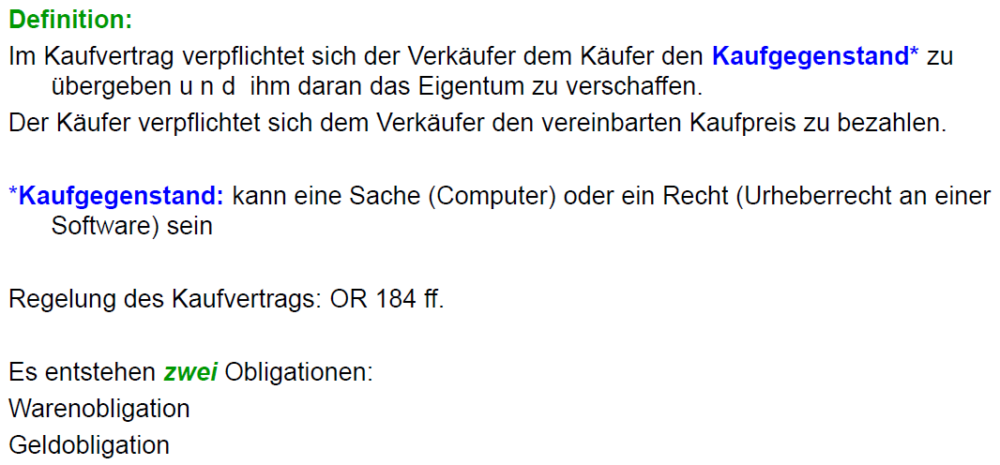 Definition:
Im Kaufvertrag verpflichtet sich der Verkäufer dem Käufer den Kaufgegenstand* zu
übergeben u n d  ihm daran das Eigentum zu verschaffen.
Der Käufer verpflichtet sich dem Verkäufer den vereinbarten Kaufpreis zu bezahlen.
*Kaufgegenstand: kann eine Sache (Computer) oder ein Recht (Urheberrecht an einer
Software) sein
Regelung des Kaufvertrags: OR 184 ff.
Es entstehen zwei Obligationen:
Warenobligation
Geldobligation